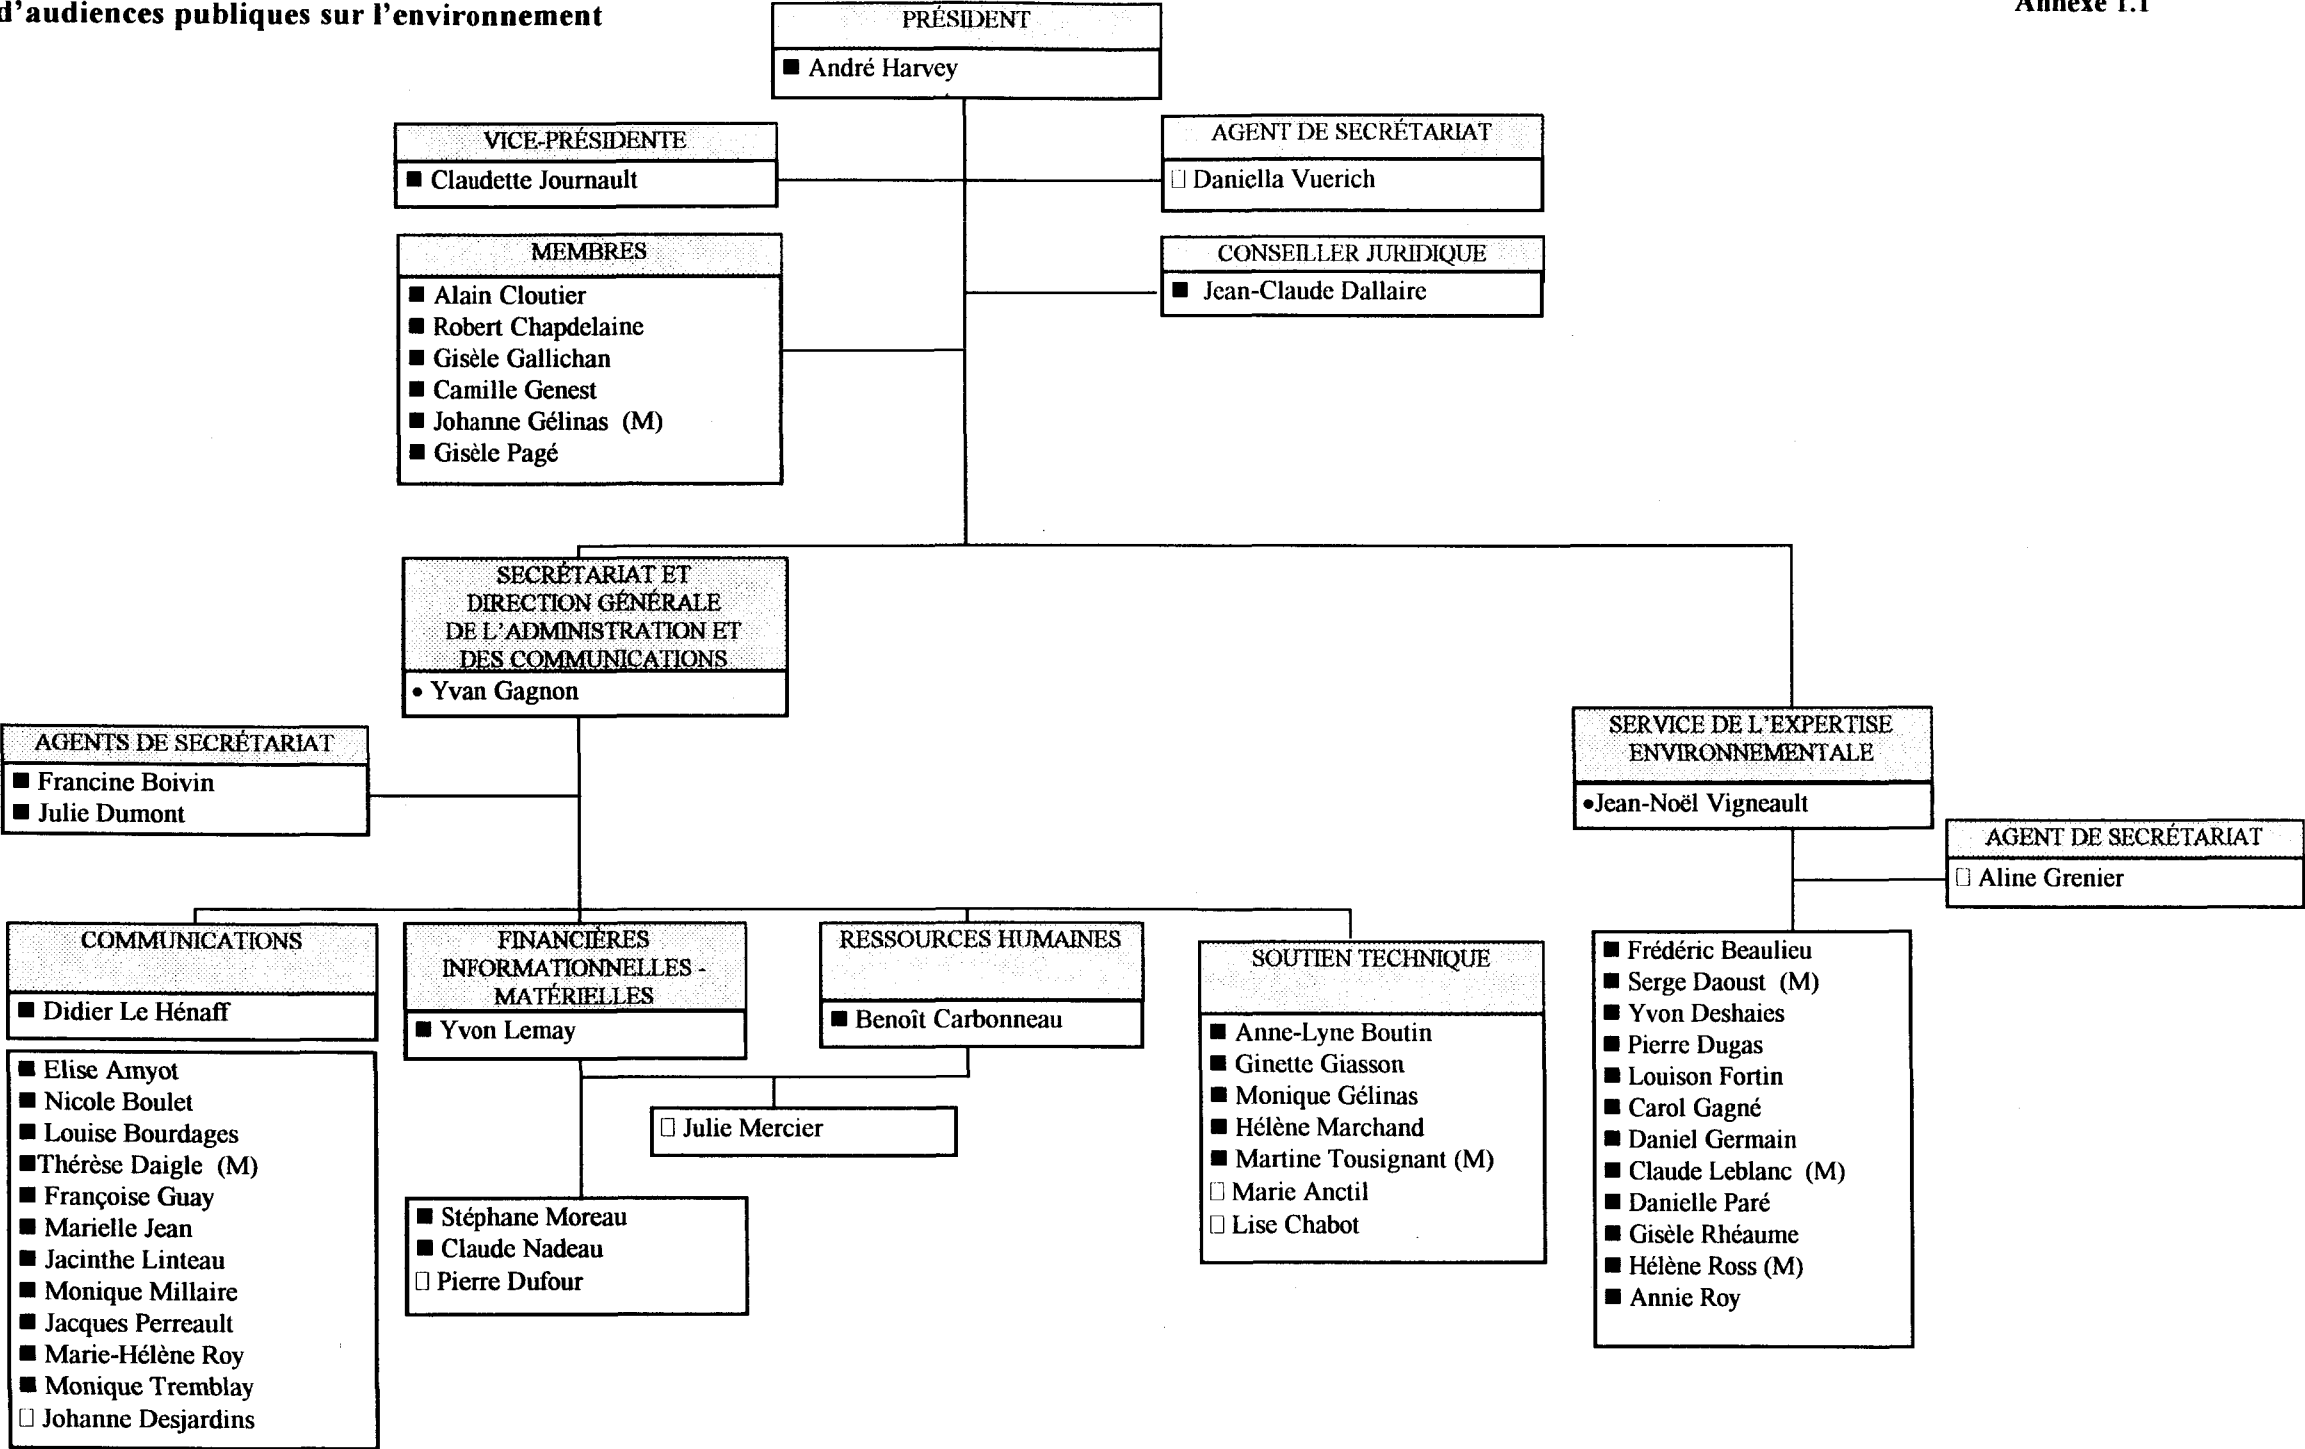 d'audiences publiques sur l'environnement
Annexe 1.1
PRÉSIDENT
■ André Harvey
VICE-PRÉSIDENTE
■ Claudette Journault
AGENT DE SECRÉTARIAT
□ Daniella Vuerich
MEMBRES
■ Alain Cloutier
■ Robert Chapdelaine
■ Gisèle Gallichan
■ Camille Genest
■ Johanne Gélinas (M)
■ Gisèle Pagé
CONSEILLER JURIDIQUE
■ Jean-Claude Dallaire
SECRÉTARIAT ET
DIRECTION GÉNÉRALE
DE L'ADMINISTRATION ET
DES COMMUNICATIONS
• Yvan Gagnon
AGENTS DE SECRÉTARIAT
■ Francine Boivin
■ Julie Dumont
SERVICE DE L'EXPERTISE
ENVIRONNEMENTALE
•Jean-Noël Vigneault
AGENT DE SECRÉTARIAT
□ Aline Grenier
COMMUNICATIONS
■ Didier Le Hénaff
■ Elise Amyot
■ Nicole Boulet
■ Louise Bourdages
■Thérèse Daigle (M)
■ Françoise Guay
■ Marielle Jean
■ Jacinthe Linteau
■ Monique Millaire
■ Jacques Perreault
■ Marie-Hélène Roy
■ Monique Tremblay
□ Johanne Desjardins
FINANCIÈRES
INFORMATIONNELLES -
MATÉRIELLES
■ Yvon Lemay
RESSOURCES HUMAINES
■ Benoît Carbonneau
□ Julie Mercier
■ Stéphane Moreau
■ Claude Nadeau
□ Pierre Dufour
SOUTIEN TECHNIQUE
■ Anne-Lyne Boutin
■ Ginette Giasson
■ Monique Gélinas
■ Hélène Marchand
■ Martine Tousignant (M)
□ Marie Anctil
□ Lise Chabot
■ Frédéric Beaulieu
■ Serge Daoust (M)
■ Yvon Deshaies
■ Pierre Dugas
■ Louison Fortin
■ Carol Gagné
■ Daniel Germain
■ Claude Leblanc (M)
■ Danielle Paré
■ Gisèle Rhéaume
■ Hélène Ross (M)
■ Annie Roy